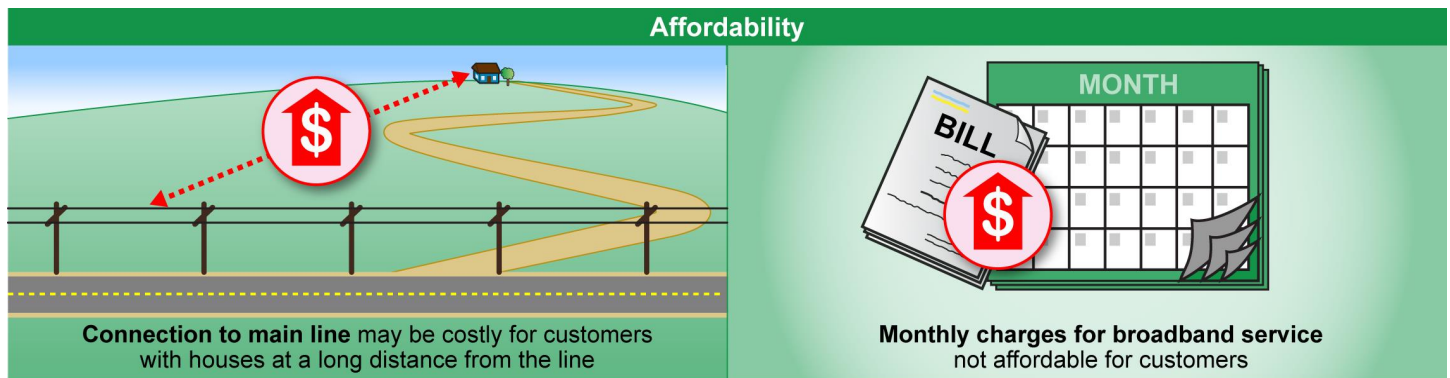 Affordability
$
Connection to main line may be costly for customers
with houses at a long distance from the line
MONTH
BILL
$
Monthly charges for broadband service
not affordable for customers